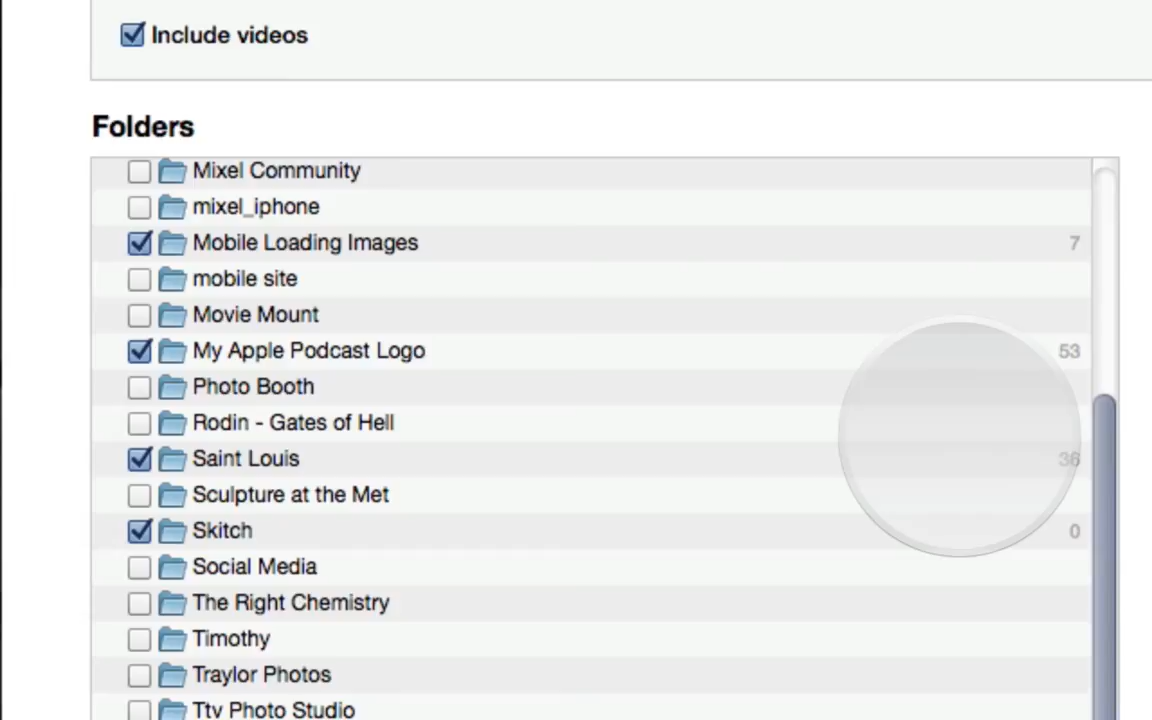 Include videos
Folders
Mixel Community
mixel_iphone
Mobile Loading Images 7
mobile site
Movie Mount
My Apple Podcast Logo 53
Photo Booth
Rodin - Gates of Hell
Saint Louis 36
Sculpture at the Met
Skitch 0
Social Media
The Right Chemistry
Timothy
Traylor Photos
Ttv Photo Studio